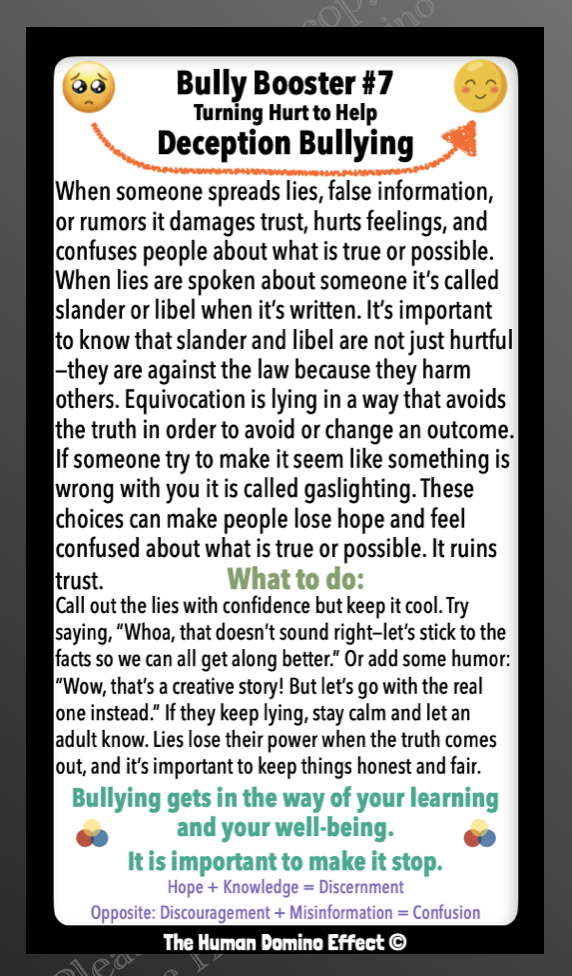 Bully Booster #7
Turning Hurt to Help
Deception Bullying
When someone spreads lies, false information,
or rumors it damages trust, hurts feelings, and
confuses people about what is true or possible.
When lies are spoken about someone it's called
slander or libel when it's written. It's important
to know that slander and libel are not just hurtful
—they are against the law because they harm
others. Equivocation is lying in a way that avoids
the truth in order to avoid or change an outcome.
If someone try to make it seem like something is
wrong with you it is called gaslighting. These
choices can make people lose hope and feel
confused about what is true or possible. It ruins
trust.
What to do:
Call out the lies with confidence but keep it cool. Try
saying, “Whoa, that doesn't sound right—let's stick to the
facts so we can all get along better.” Or add some humor:
“Wow, that's a creative story! But let's go with the real
one instead.” If they keep lying, stay calm and let an
adult know. Lies lose their power when the truth comes
out, and it's important to keep things honest and fair.
Bullying gets in the way of your learning
and your well-being.
It is important to make it stop.
Hope + Knowledge = Discernment
Opposite: Discouragement + Misinformation = Confusion
The Human Domino Effect ©